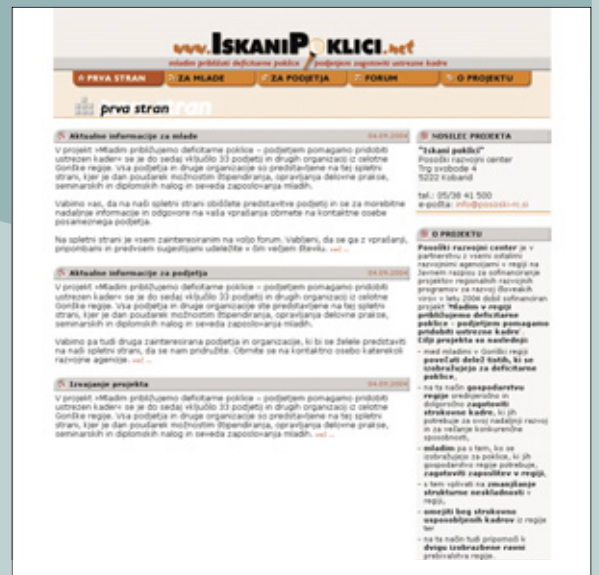 www.ISKANIPOKLICI.net
mladim približati deficitarne poklice podjetjem zagotoviti ustrezne kadre
PRVA STRAN ZA MLADE ZA PODJETJA FORUM O PROJEKTU
prva stran
Aktualne informacije za mlade 04.09.2004
V projekt »Mladim približujemo deficitarne poklice - podjetjem pomagamo pridobiti
ustrezen kader« se je do sedaj vključilo 33 podjetij in drugih organizacij iz celotne
Goriške regije. Vsa podjetja in druge organizacije so predstavljene na tej spletni
strani, kjer je dan poudarek možnostim štipendiranja, opravljanja delovne prakse,
seminarskih in diplomskih nalog in seveda zaposlovanja mladih.
Vabimo vas, da na naši spletni strani obiščete predstavitve podjetij in se za morebitne
nadaljnje informacije in odgovore na vaša vprašanja obrnete na kontaktne osebe
posameznega podjetja.
Na spletni strani je vsem zainteresiranim na voljo forum. Vabljeni, da se ga z vprašanji,
pripombami in predvsem sugestijami udeležite v čim večjem številu. več ...
Aktualne informacije za podjetja 04.09.2004
V projekt »Mladim približujemo deficitarne poklice - podjetjem pomagamo pridobiti
ustrezen kader« se je do sedaj vključilo 33 podjetij in drugih organizacij iz celotne
Goriške regije. Vsa podjetja in druge organizacije ste predstavljene na tej spletni
strani, kjer je dan poudarek možnostim štipendiranja, opravljanja delovne prakse,
seminarskih in diplomskih nalog in seveda zaposlovanja mladih.
Vabimo pa tudi druga zainteresirana podjetja in organizacije, ki bi se želele predstaviti
na naši spletni strani, da se nam pridružite. Obrnite se na kontaktno osebo katerekoli
razvojne agencije. več ...
Izvajanje projekta 04.09.2004
V projekt »Mladim približujemo deficitarne poklice - podjetjem pomagamo pridobiti
ustrezen kader« se je do sedaj vključilo 33 podjetij in drugih organizacij iz celotne
Goriške regije. Vsa podjetja in druge organizacije so predstavljene na tej spletni
strani, kjer je dan poudarek možnostim štipendiranja, opravljanja delovne prakse,
seminarskih in diplomskih nalog in seveda zaposlovanja mladih. več ...
NOSILEC PROJEKTA
"Iskani poklici"
Posoški razvojni center
Trg svobode 4
5222 Kobarid
tel.: 05/38 41 500
e-pošta: info@pososki-rc.si
O PROJEKTU
Posoški razvojni center je v
partnerstvu z vsemi ostalimi
razvojnimi agencijami v regiji na
Javnem razpisu za sofinanciranje
projektov regionalnih razvojnih
programov za razvoj človeških
virov v letu 2004 dobil sofinanciran
projekt "Mladim v regiji
približujemo deficitarne
poklice - podjetjem pomagamo
pridobiti ustrezne kadre"
Cilji projekta so naslednji:
- med mladimi v Goriški regiji
povečati delež tistih, ki se
izobražujejo za deficitarne
poklice,
- na ta način gospodarstvu
regije srednjeročno in
dolgoročno zagotoviti
strokovne kadre, ki jih
potrebuje za svoj nadaljnji razvoj
in za večanje konkurenčne
sposobnosti,
- mladim pa s tem, ko se
izobražujejo za poklice, ki jih
gospodarstvo regije potrebuje,
zagotoviti zaposlitev v regiji,
- s tem vplivati na zmanjšanje
strukturne neskladnosti v
regiji,
- omejiti beg strokovno
usposobljenih kadrov iz regije
ter
- na ta način tudi pripomoči k
dvigu izobrazbene ravni
prebivalstva regije.